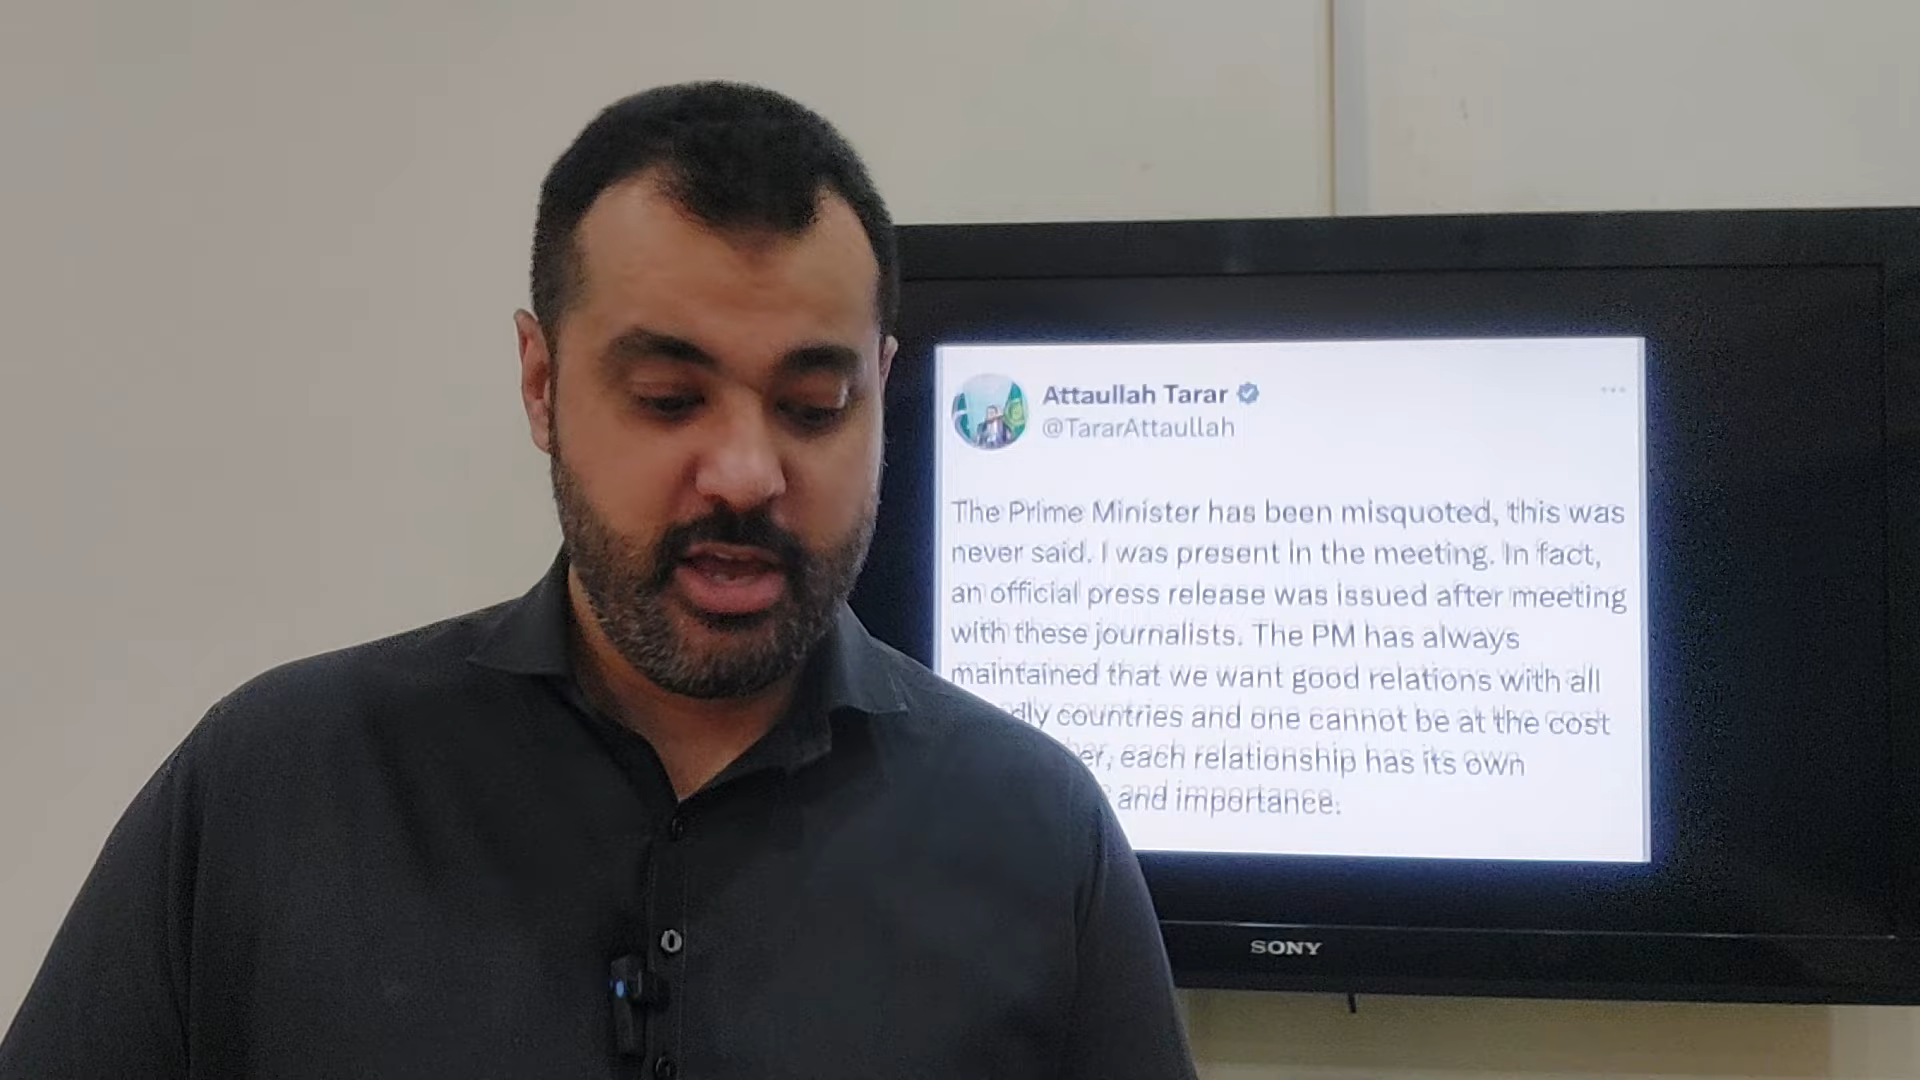 Attaullah Tarar
@TararAttaullah
The Prime Minister has been misquoted, this was
never said. I was present in the meeting. In fact,
an official press release was issued after meeting
with these journalists. The PM has always
maintained that we want good relations with all
countries and one cannot be at the cost
each relationship has its own
and importance.
SONY